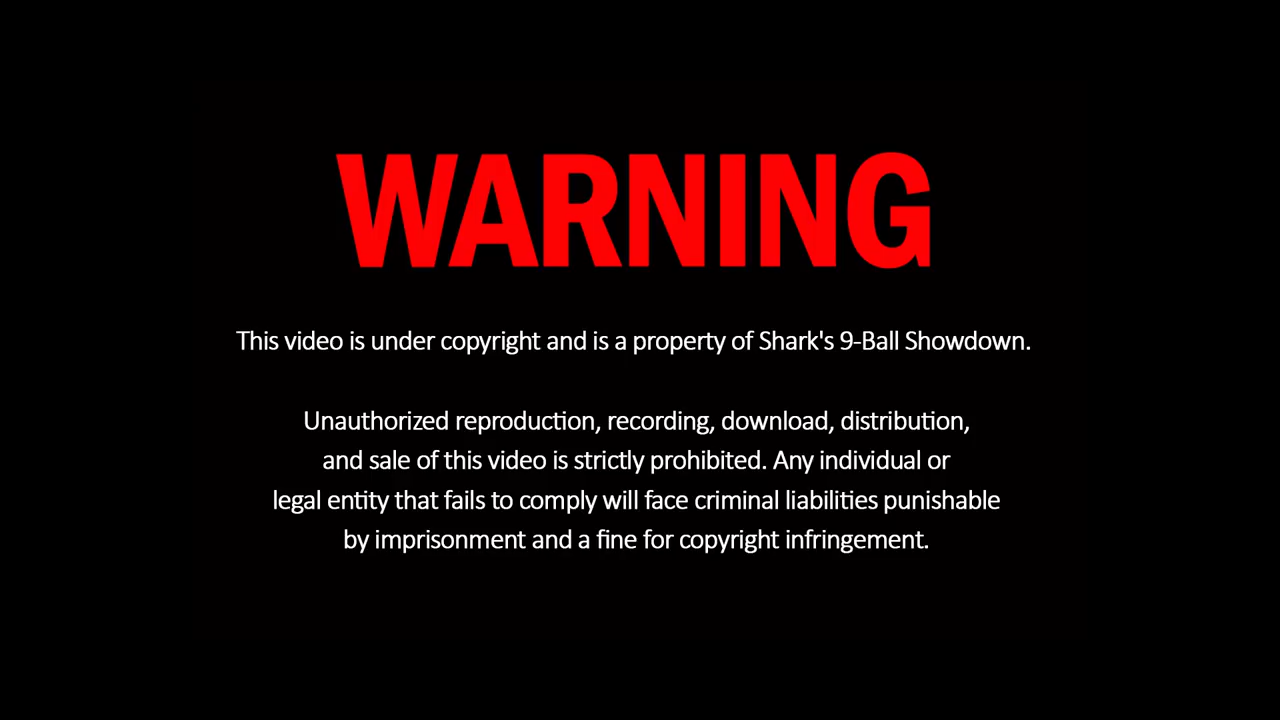 WARNING
This video is under copyright and is a property of Shark's 9-Ball Showdown.
Unauthorized reproduction, recording, download, distribution,
and sale of this video is strictly prohibited. Any individual or
legal entity that fails to comply will face criminal liabilities punishable
by imprisonment and a fine for copyright infringement.